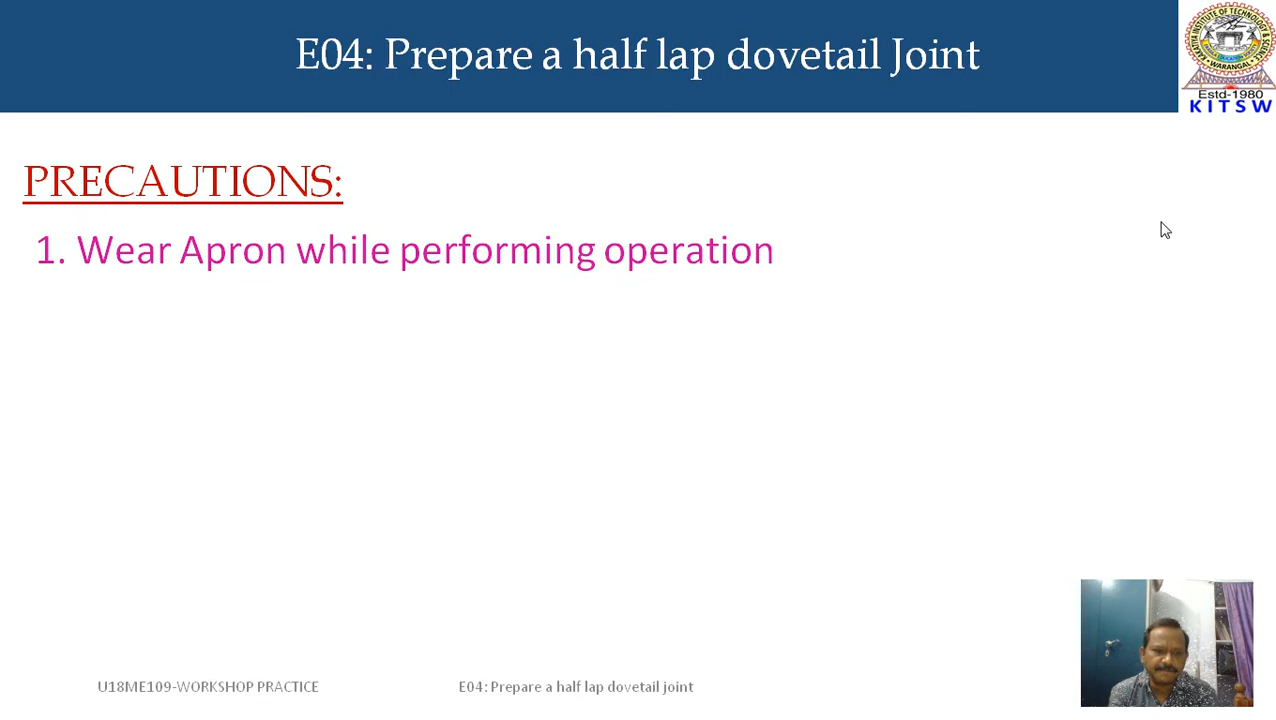 E04: Prepare a half lap dovetail Joint
Estd-1980
KITSW
PRECAUTIONS:
1. Wear Apron while performing operation
U18ME109-WORKSHOP PRACTICE
E04: Prepare a half lap dovetail joint